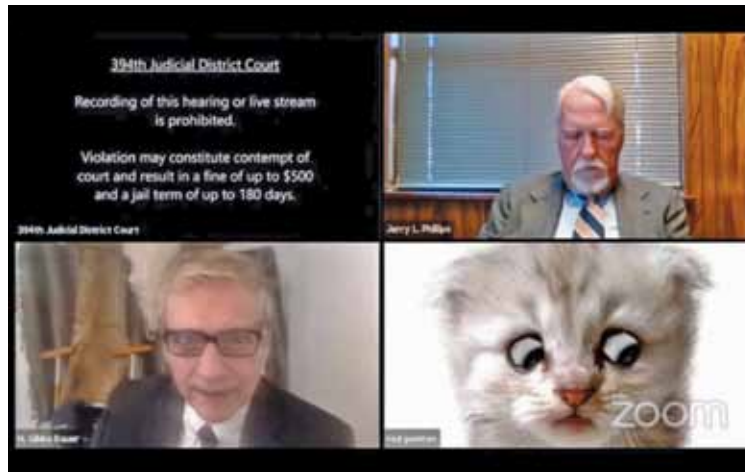 394th Judicial District Court
Recording of this hearing or live stream
is prohibited.
Violation may constitute contempt of
court and result in a fine of up to $500
and a jail term of up to 180 days.
394th Judicial District Court
Jerry L. Phillips
H. Gibbs Bauer
zoom